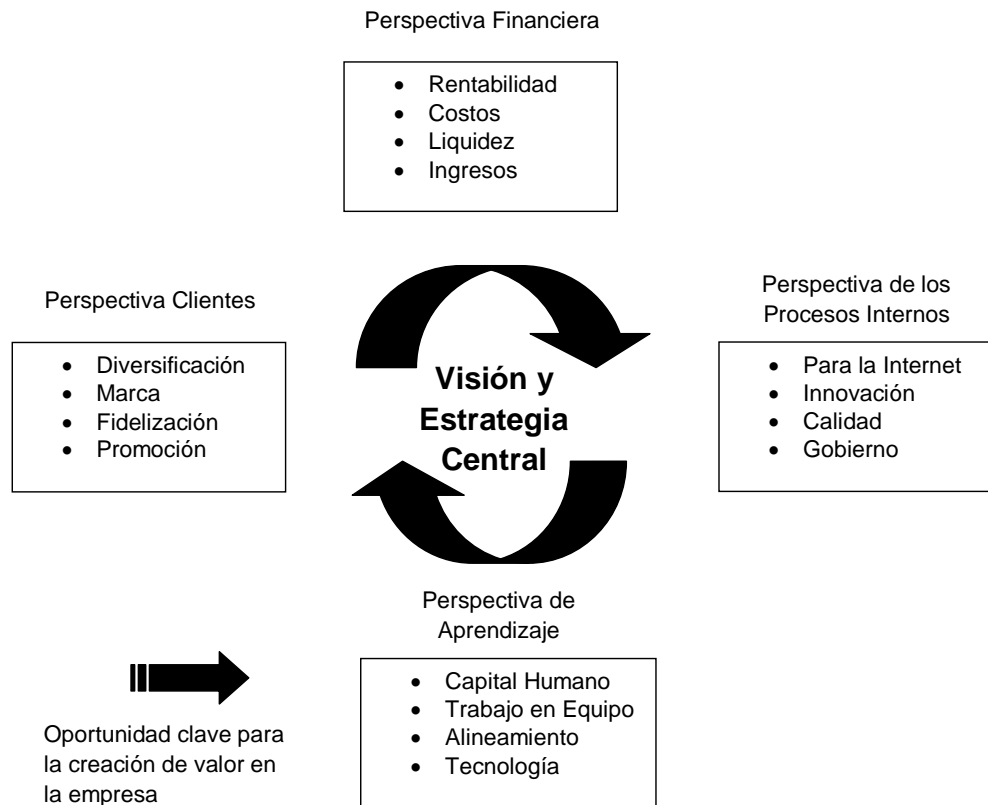 Perspectiva Financiera
• Rentabilidad
• Costos
• Liquidez
• Ingresos
Perspectiva Clientes
• Diversificación
• Marca
• Fidelización
• Promoción
Visión y
Estrategia
Central
Perspectiva de los
Procesos Internos
• Para la Internet
• Innovación
• Calidad
• Gobierno
Perspectiva de
Aprendizaje
• Capital Humano
• Trabajo en Equipo
• Alineamiento
• Tecnología
Oportunidad clave para
la creación de valor en
la empresa